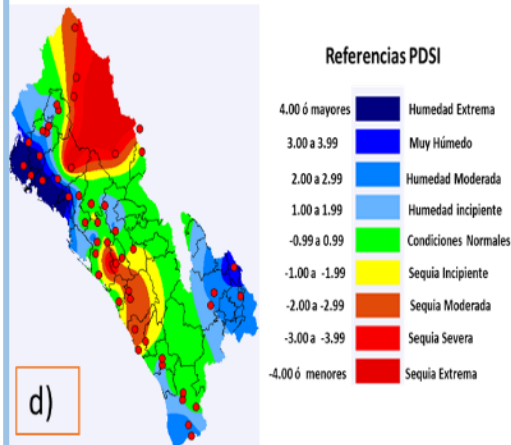 Referencias PDSI
4.00 ó mayores Humedad Extrema
3.00 a 3.99 Muy Húmedo
2.00 a 2.99 Humedad Moderada
1.00 a 1.99 Humedad incipiente
-0.99 a 0.99 Condiciones Normales
-1.00 a -1.99 Sequia Incipiente
-2.00 a -2.99 Sequia Moderada
-3.00 a -3.99 Sequia Severa
-4.00 ó menores Sequia Extrema
d)